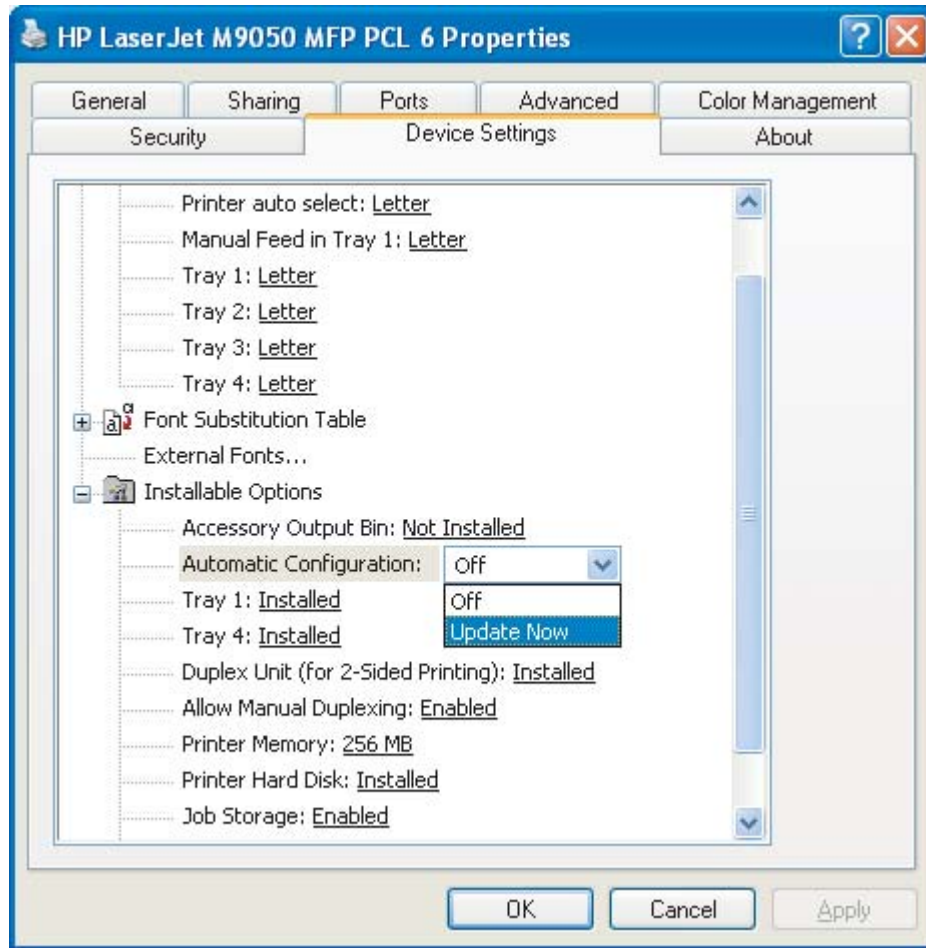 HP LaserJet M9050 MFP PCL 6 Properties
General Sharing Ports Advanced Color Management
Security Device Settings About
Printer auto select: Letter
Manual Feed in Tray 1: Letter
Tray 1: Letter
Tray 2: Letter
Tray 3: Letter
Tray 4: Letter
Font Substitution Table
External Fonts...
Installable Options
Accessory Output Bin: Not Installed
Automatic Configuration: Off
Tray 1: Installed Off
Tray 4: Installed Update Now
Duplex Unit (for 2-Sided Printing): Installed
Allow Manual Duplexing: Enabled
Printer Memory: 256 MB
Printer Hard Disk: Installed
Job Storage: Enabled
OK Cancel Apply